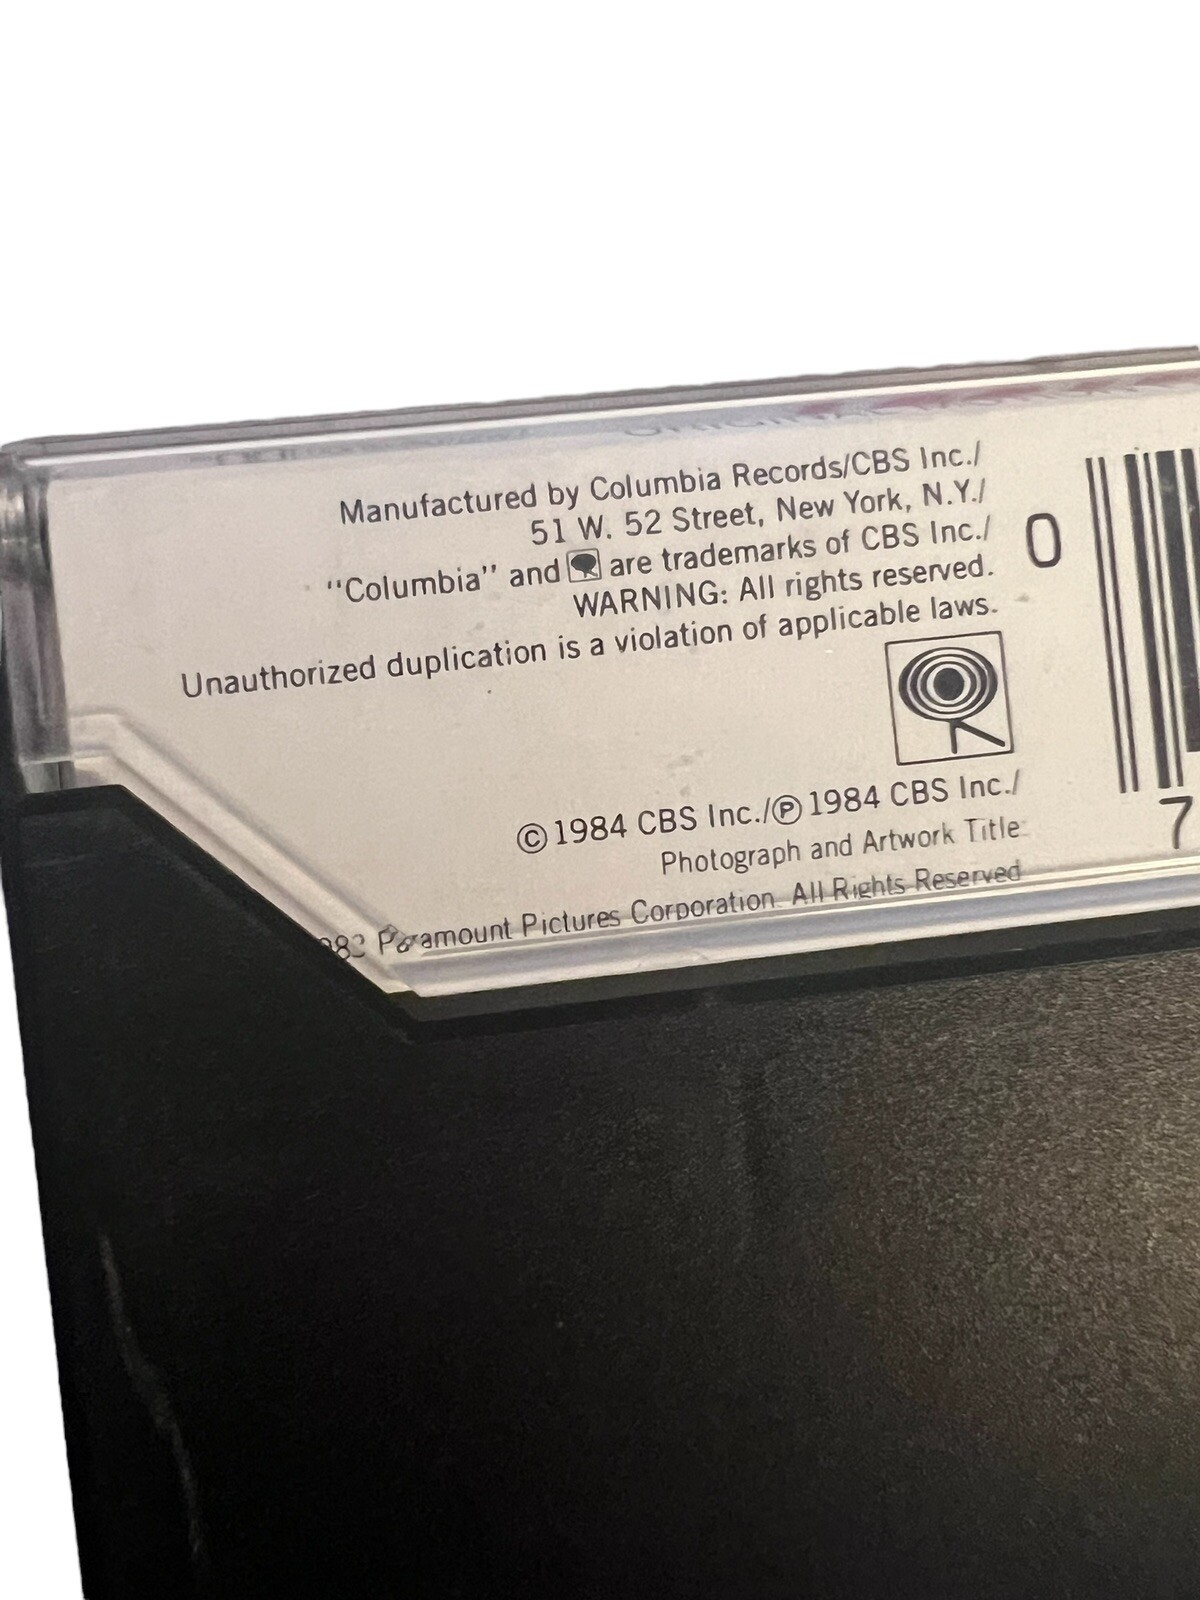 Manufactured by Columbia Records/CBS Inc./
51 W. 52 Street, New York, N.Y./
"Columbia" and are trademarks of CBS Inc./
WARNING: All rights reserved.
Unauthorized duplication is a violation of applicable laws.
© 1984 CBS Inc./℗ 1984 CBS Inc./
Photograph and Artwork Title
Paramount Pictures Corporation. All Rights Reserved
0
7